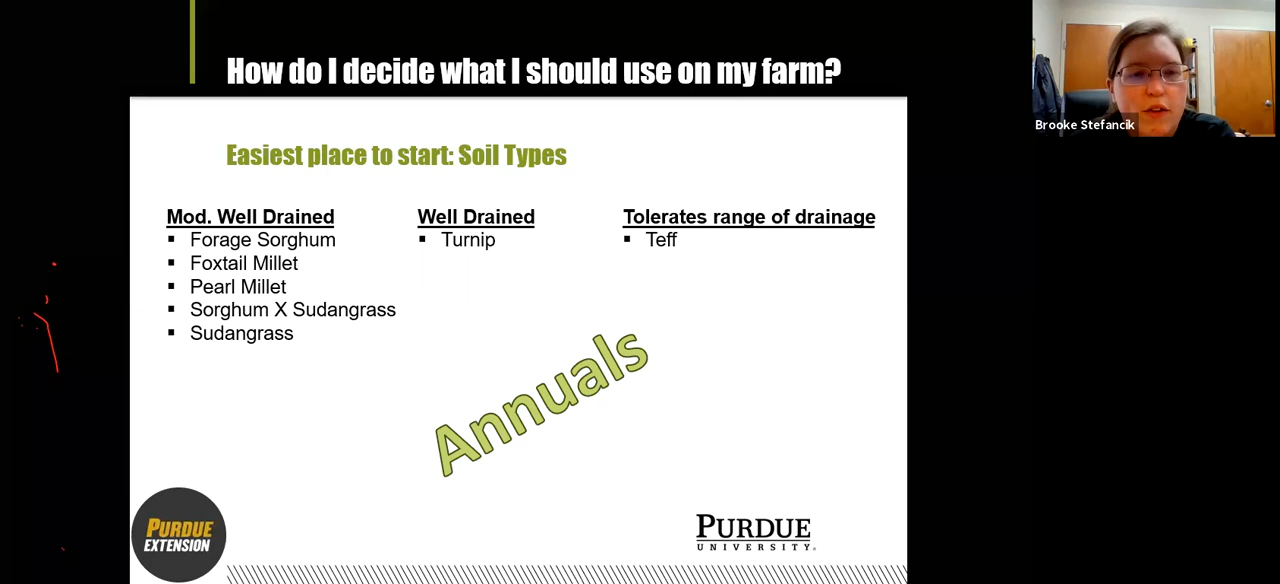 How do I decide what I should use on my farm?
Brooke Stefancik
Easiest place to start: Soil Types
Mod. Well Drained
▪ Forage Sorghum
▪ Foxtail Millet
▪ Pearl Millet
▪ Sorghum X Sudangrass
▪ Sudangrass
Well Drained
▪ Turnip
Tolerates range of drainage
▪ Teff
Annuals
PURDUE
EXTENSION
PURDUE
UNIVERSITY